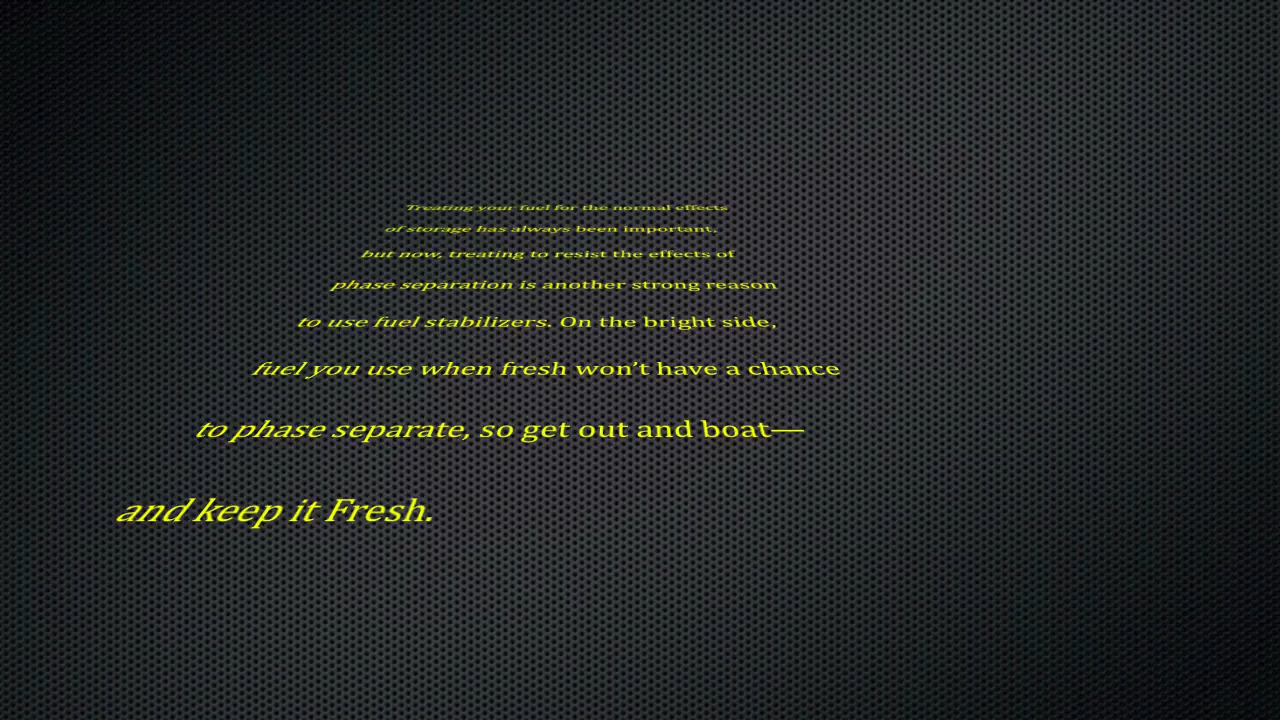 Treating your fuel for the normal effects
of storage has always been important,
but now, treating to resist the effects of
phase separation is another strong reason
to use fuel stabilizers. On the bright side,
fuel you use when fresh won’t have a chance
to phase separate, so get out and boat—
and keep it Fresh.